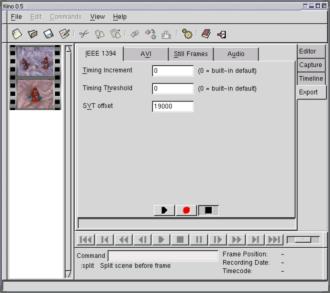 Kino 0.5
File Edit Commands View Help
IEEE 1394 AVI Still Frames Audio
Editor
Capture
Timeline
Export
Timing Increment 0 (0 = built-in default)
Timing Threshold 0 (0 = built-in default)
SYT offset 19000
Command
:split Split scene before frame
Frame Position: -
Recording Date: -
Timecode: -